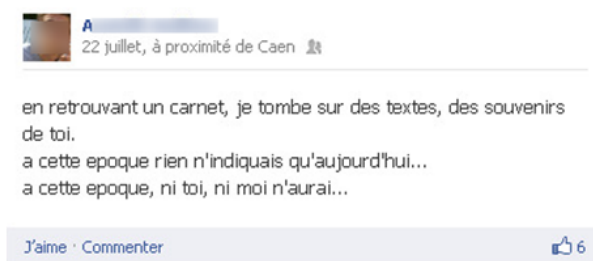 A
22 juillet, à proximité de Caen
en retrouvant un carnet, je tombe sur des textes, des souvenirs
de toi.
a cette epoque rien n'indiquais qu'aujourd'hui...
a cette epoque, ni toi, ni moi n'aurai...
J'aime · Commenter 6